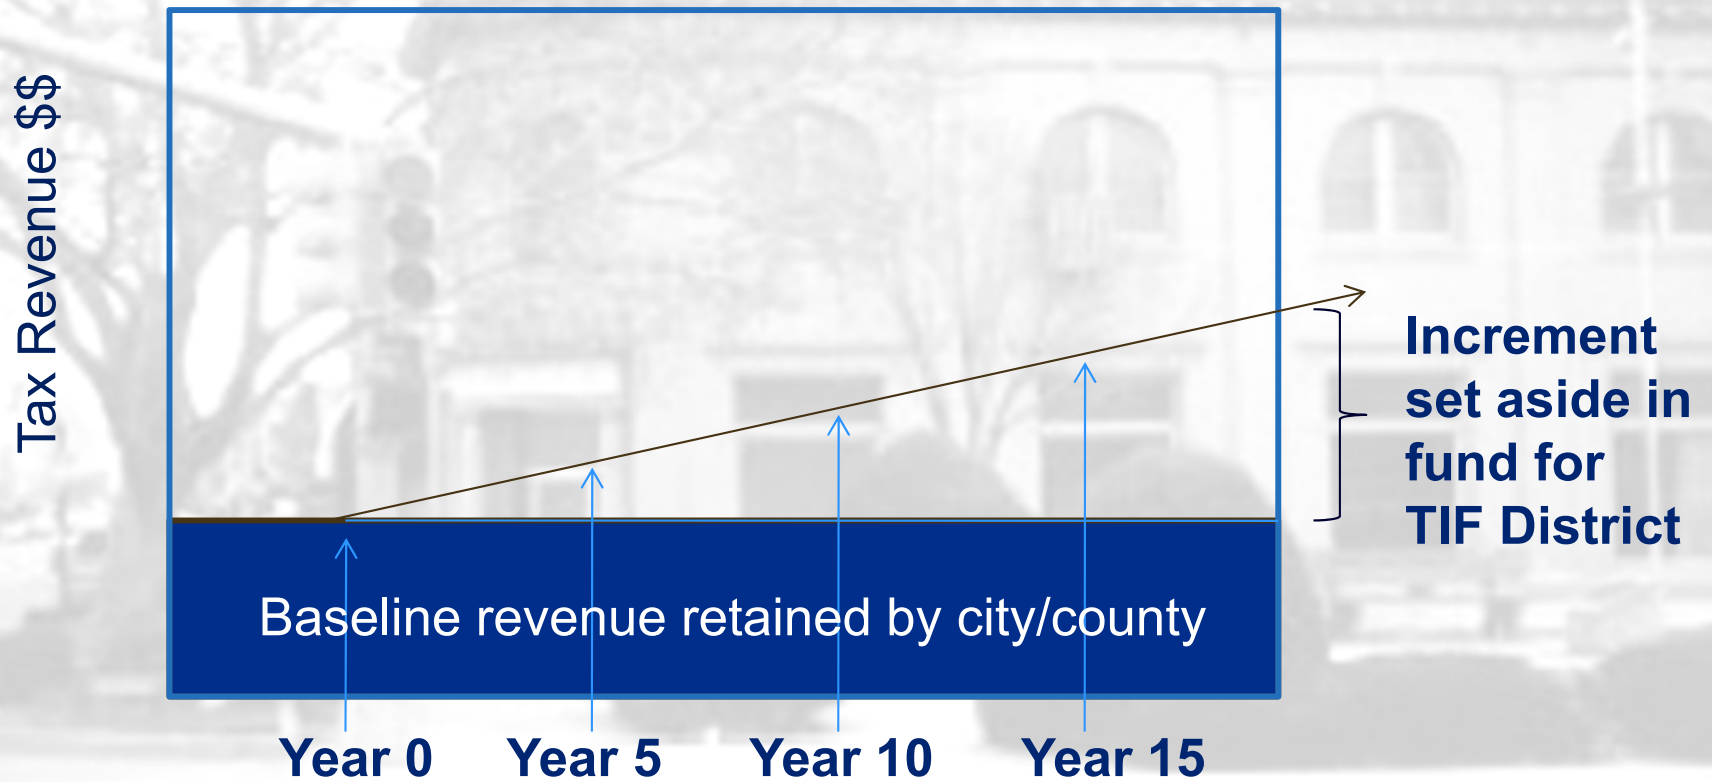 Tax Revenue $$
Increment
set aside in
fund for
TIF District
Baseline revenue retained by city/county
Year 0 Year 5 Year 10 Year 15